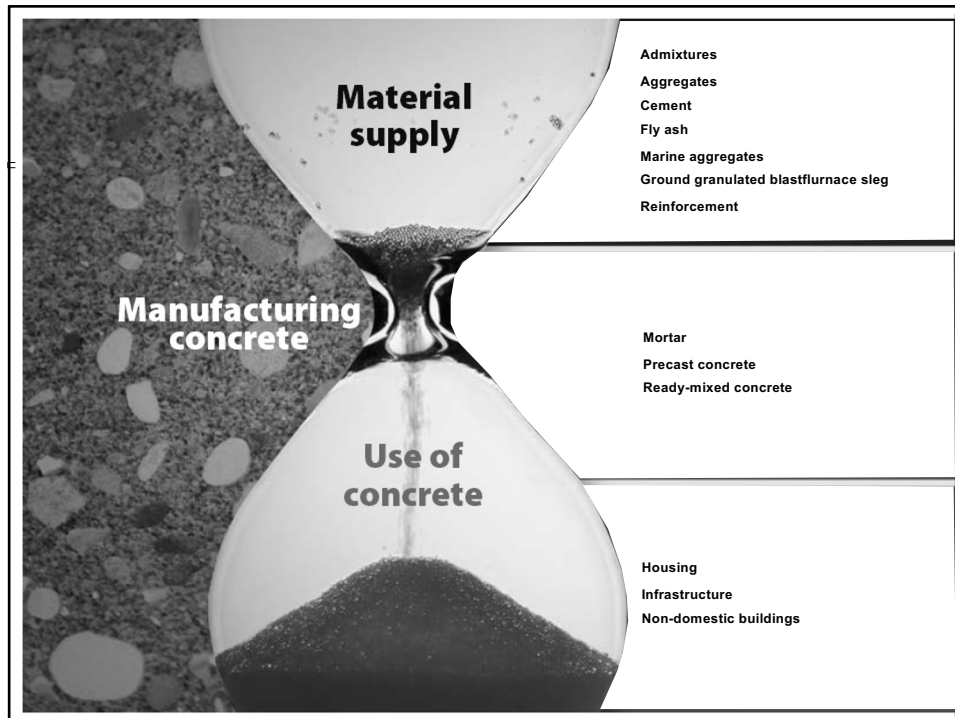 Material
supply
Admixtures
Aggregates
Cement
Fly ash
Marine aggregates
Ground granulated blastflurnace sleg
Reinforcement
Manufacturing
concrete
Mortar
Precast concrete
Ready-mixed concrete
Use of
concrete
Housing
Infrastructure
Non-domestic buildings